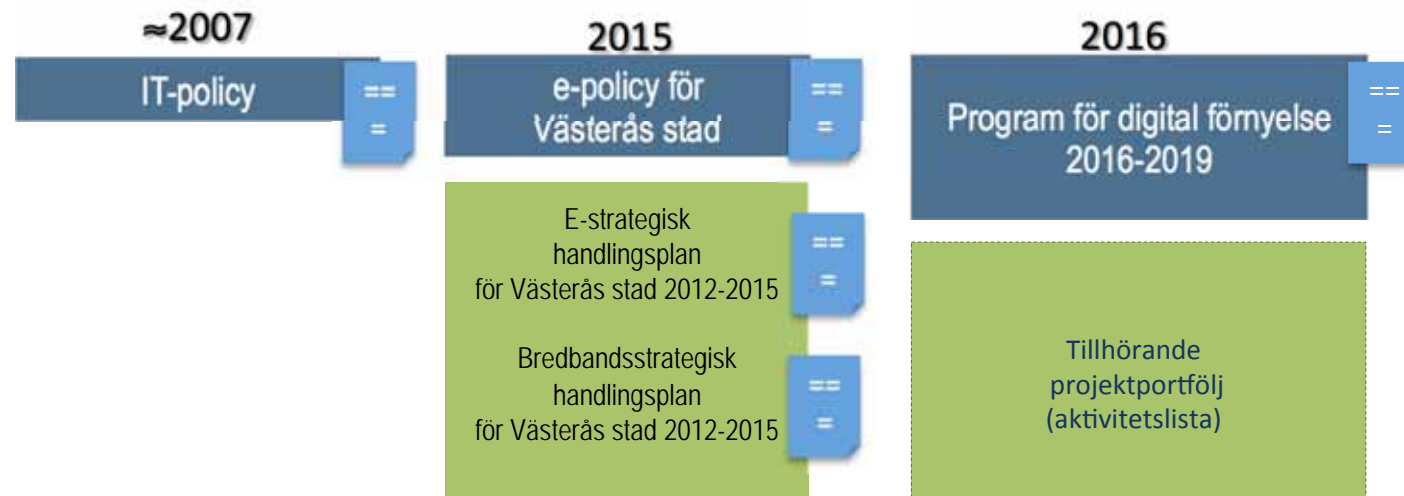 ≈2007
IT-policy
==
=
2015
e-policy för
Västerås stad
==
=
E-strategisk
handlingsplan
för Västerås stad 2012-2015
==
=
Bredbandsstrategisk
handlingsplan
för Västerås stad 2012-2015
==
=
2016
Program för digital förnyelse
2016-2019
==
=
Tillhörande
projektportfölj
(aktivitetslista)